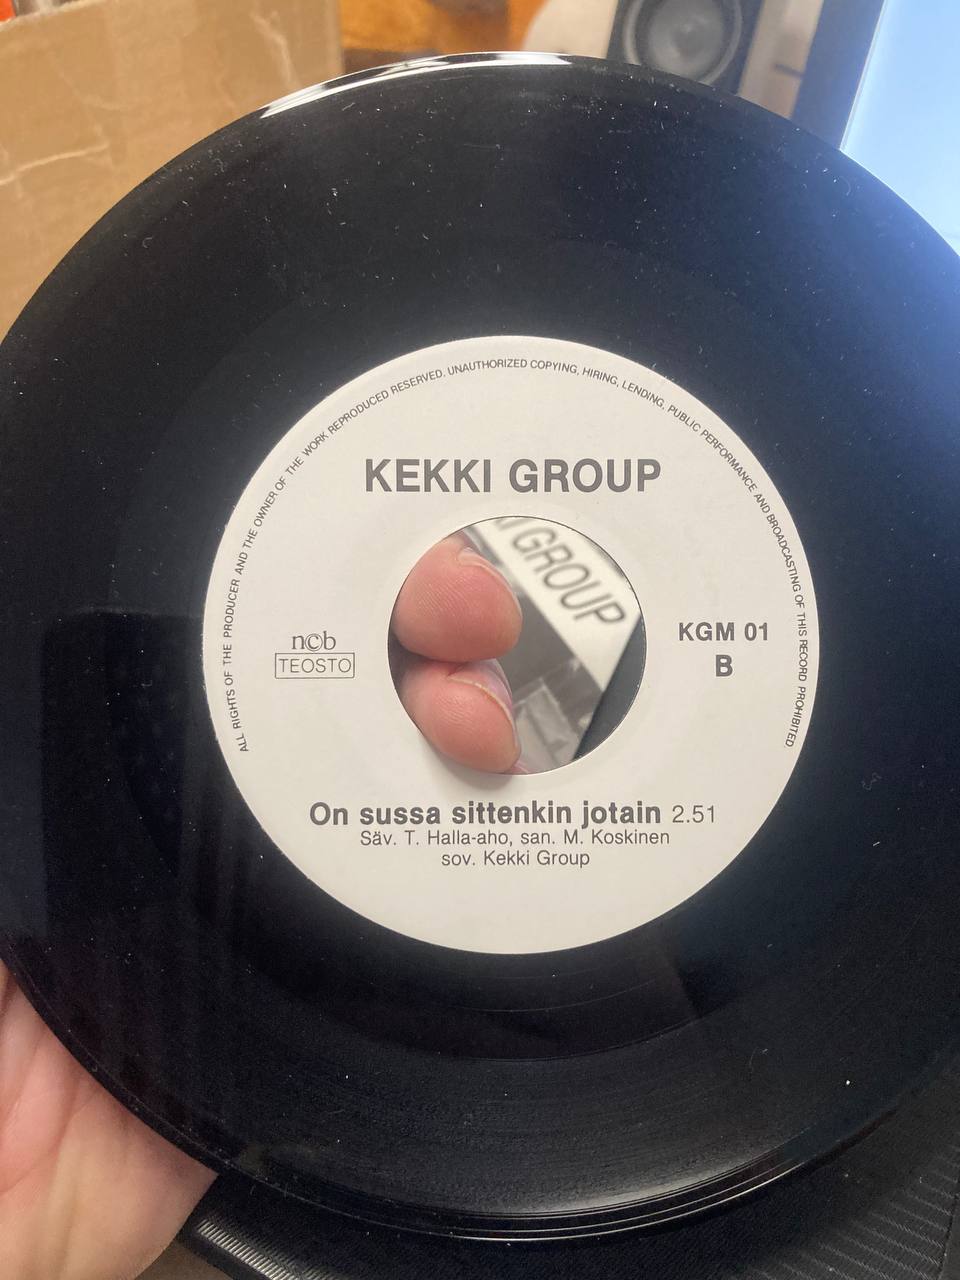 ALL RIGHTS OF THE PRODUCER AND THE OWNER OF THE WORK REPRODUCED RESERVED. UNAUTHORIZED COPYING, HIRING, LENDING, PUBLIC PERFORMANCE AND BROADCASTING OF THIS RECORD PROHIBITED.
KEKKI GROUP
GROUP
n©b
TEOSTO
KGM 01
B
On sussa sittenkin jotain 2.51
Säv. T. Halla-aho, san. M. Koskinen
sov. Kekki Group